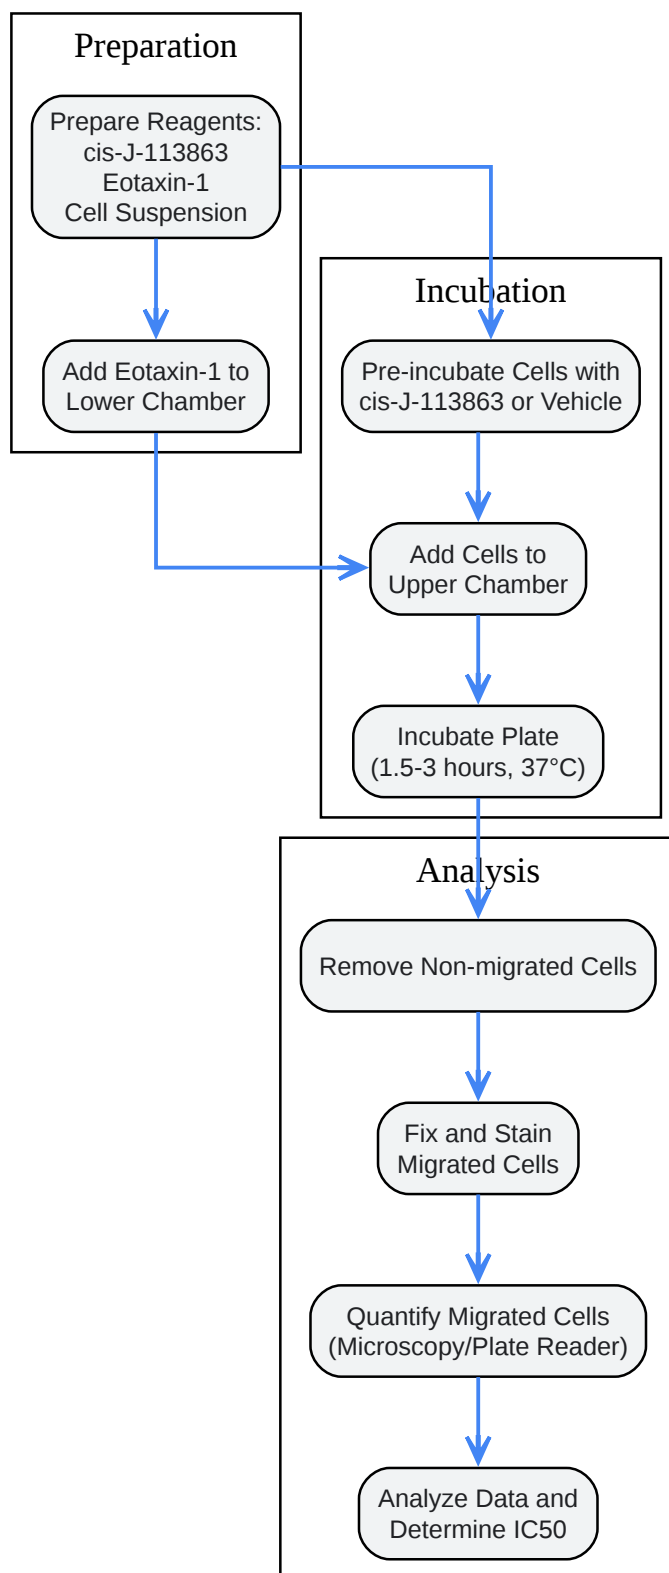 Preparation
Prepare Reagents:
cis-J-113863
Eotaxin-1
Cell Suspension
Add Eotaxin-1 to
Lower Chamber
Incubation
Pre-incubate Cells with
cis-J-113863 or Vehicle
Add Cells to
Upper Chamber
Incubate Plate
(1.5-3 hours, 37°C)
Analysis
Remove Non-migrated Cells
Fix and Stain
Migrated Cells
Quantify Migrated Cells
(Microscopy/Plate Reader)
Analyze Data and
Determine IC50